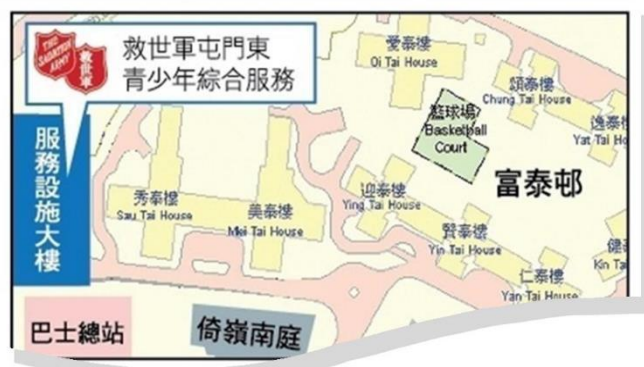 THE
SALVATION
ARMY
救世軍
救世軍屯門東
青少年綜合服務
服務設施大樓
愛泰樓
Oi Tai House
頌泰樓
Chung Tai House
籃球場
Basketball
Court
逸泰
Yat Tai Ho
富泰邨
秀泰樓
Sau Tai House
美泰樓
Mei Tai House
迎泰樓
Ying Tai House
賢泰樓
Yin Tai House
健
Kin Ta
仁泰樓
Yan Tai House
巴士總站
倚嶺南庭